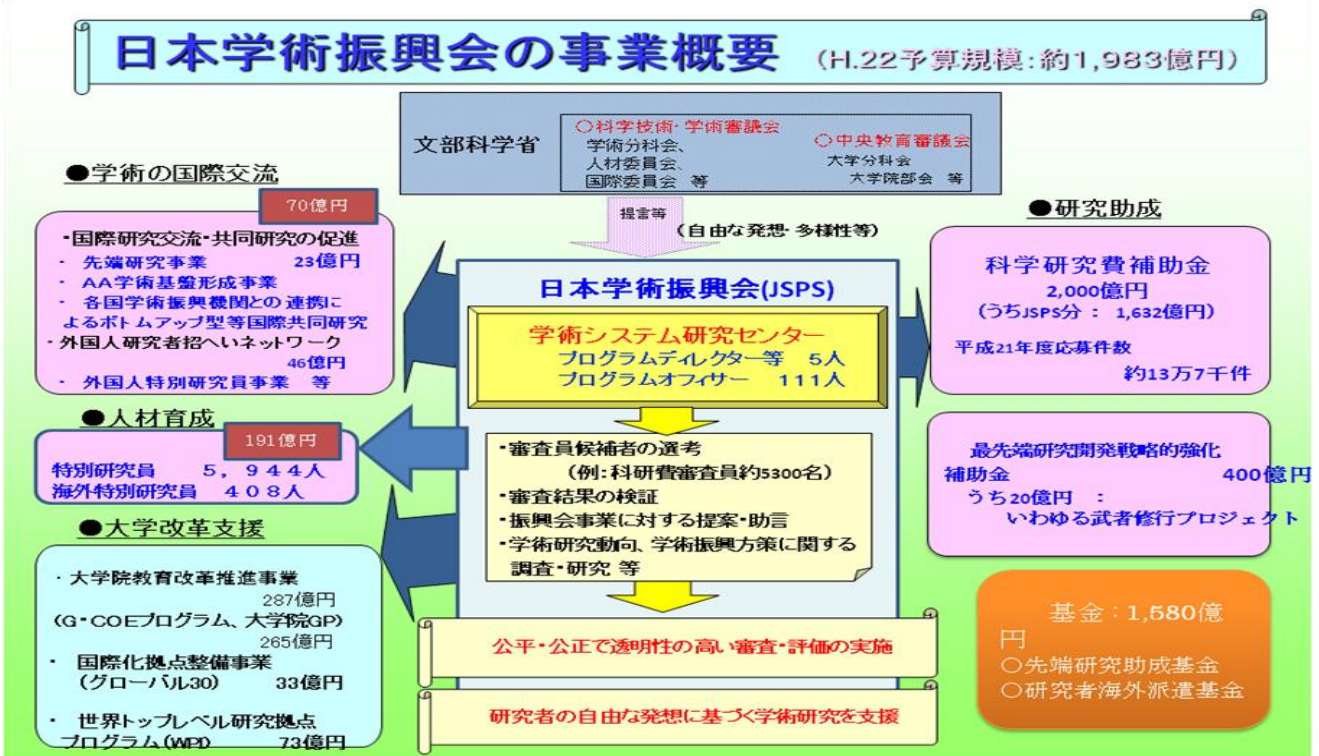 日本学術振興会の事業概要 (H.22予算規模:約1,983億円)
文部科学省
○科学技術・学術審議会
学術分科会、
人材委員会、
国際委員会 等
○中央教育審議会
大学分科会
大学院部会 等
提言等
(自由な発想・多様性等)
●学術の国際交流
70億円
・国際研究交流・共同研究の促進
・ 先端研究事業 23億円
・ AA学術基盤形成事業
・ 各国学術振興機関との連携に
よるボトムアップ型等国際共同研究
・外国人研究者招へいネットワーク
46億円
・ 外国人特別研究員事業 等
●人材育成
191億円
特別研究員 5,944人
海外特別研究員 408人
●大学改革支援
・大学院教育改革推進事業
287億円
(G・COEプログラム、大学院GP)
265億円
・ 国際化拠点整備事業
(グローバル30) 33億円
・ 世界トップレベル研究拠点
プログラム(WPI) 73億円
日本学術振興会(JSPS)
学術システム研究センター
プログラムディレクター等 5人
プログラムオフィサー 111人
・審査員候補者の選考
(例:科研費審査員約5300名)
・審査結果の検証
・振興会事業に対する提案・助言
・学術研究動向、学術振興方策に関する
調査・研究 等
公平・公正で透明性の高い審査・評価の実施
研究者の自由な発想に基づく学術研究を支援
●研究助成
科学研究費補助金
2,000億円
(うちJSPS分 : 1,632億円)
平成21年度応募件数
約13万7千件
最先端研究開発戦略的強化
補助金 400億円
うち20億円 :
いわゆる武者修行プロジェクト
基金:1,580億
円
○先端研究助成基金
○研究者海外派遣基金